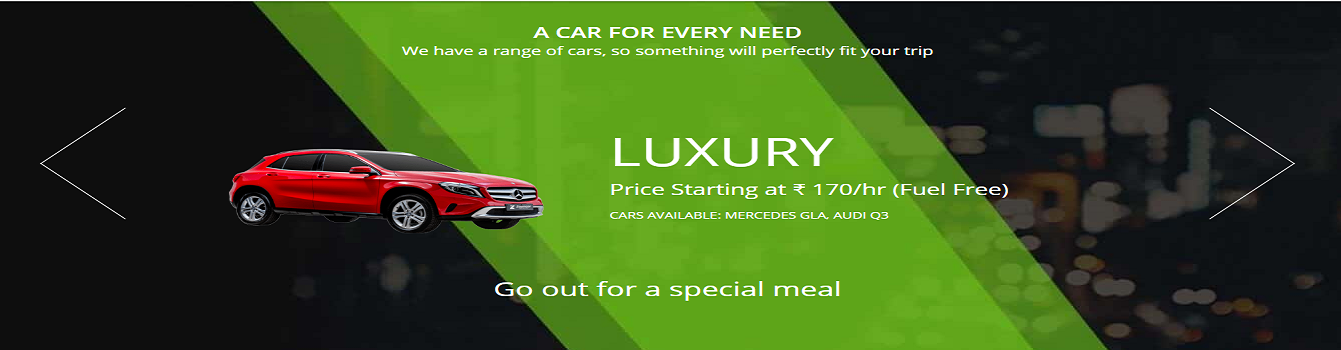 A CAR FOR EVERY NEED
We have a range of cars, so something will perfectly fit your trip
LUXURY
Price Starting at ₹ 170/hr (Fuel Free)
CARS AVAILABLE: MERCEDES GLA, AUDI Q3
Go out for a special meal